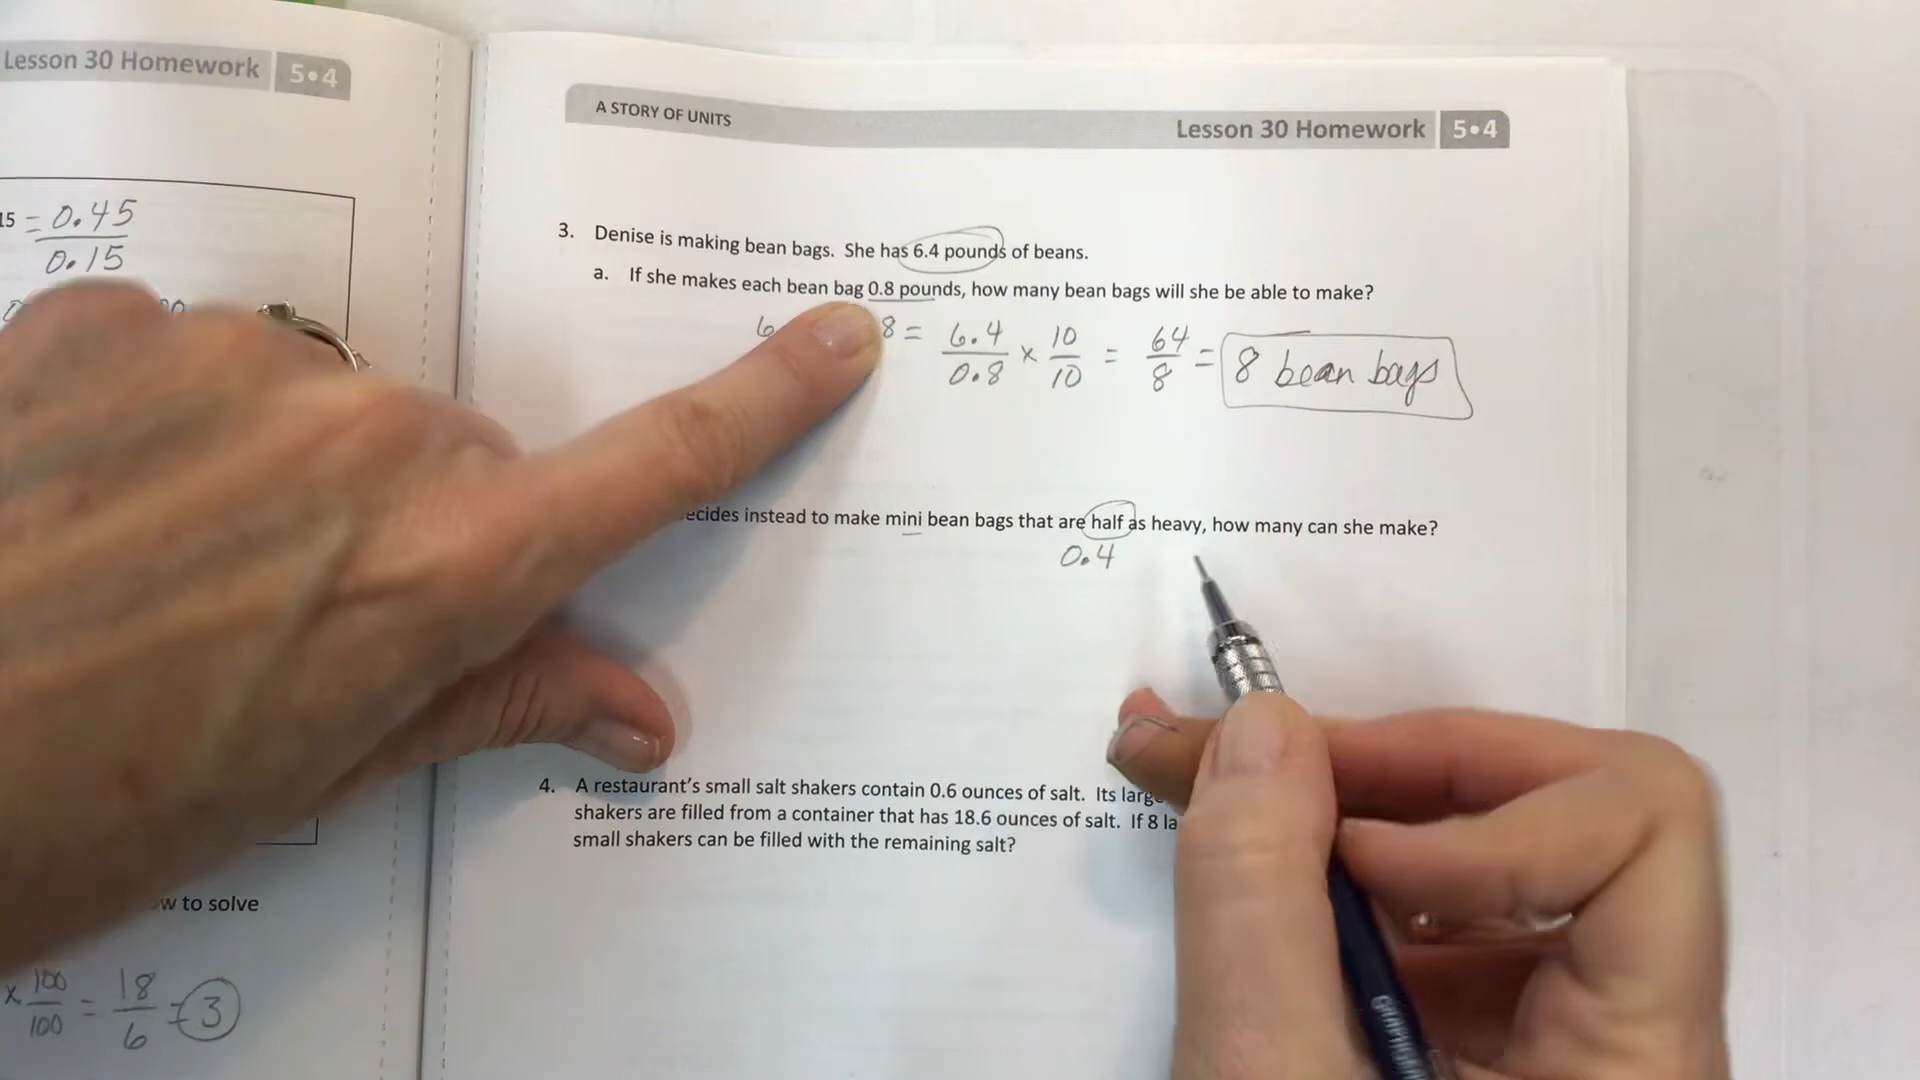 Lesson 30 Homework 5•4
15 = 0.45
0.15
w to solve
x 100/100 = 18/6 = 3
A STORY OF UNITS
Lesson 30 Homework 5•4
3. Denise is making bean bags. She has 6.4 pounds of beans.
a. If she makes each bean bag 0.8 pounds, how many bean bags will she be able to make?
6 8 = 6.4/0.8 x 10/10 = 64/8 = 8 bean bags
ecides instead to make mini bean bags that are half as heavy, how many can she make?
0.4
4. A restaurant's small salt shakers contain 0.6 ounces of salt. Its large
shakers are filled from a container that has 18.6 ounces of salt. If 8 la
small shakers can be filled with the remaining salt?